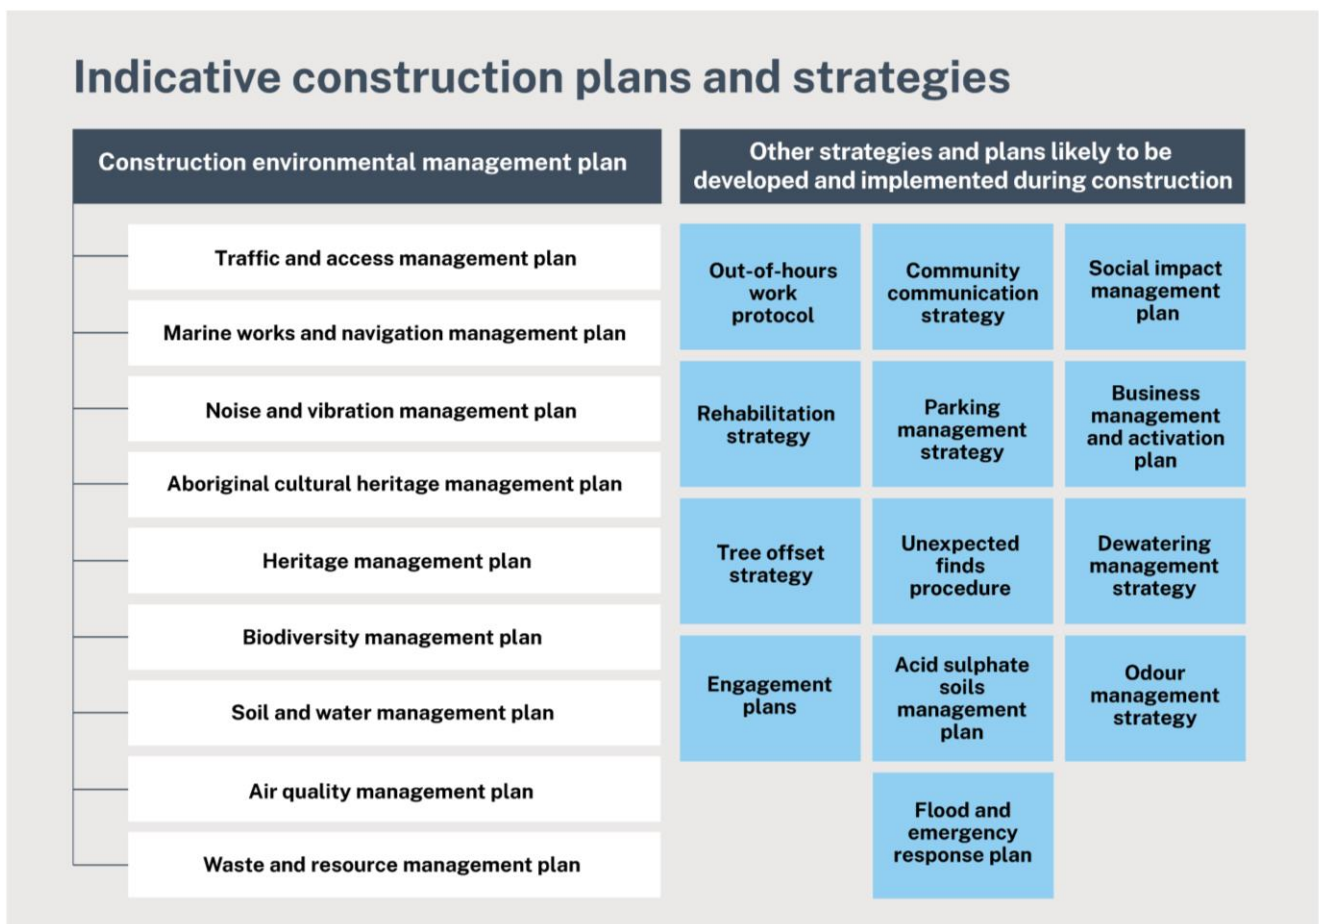 Indicative construction plans and strategies
Construction environmental management plan
Traffic and access management plan
Marine works and navigation management plan
Noise and vibration management plan
Aboriginal cultural heritage management plan
Heritage management plan
Biodiversity management plan
Soil and water management plan
Air quality management plan
Waste and resource management plan
Other strategies and plans likely to be
developed and implemented during construction
Out-of-hours
work
protocol
Community
communication
strategy
Social impact
management
plan
Rehabilitation
strategy
Parking
management
strategy
Business
management
and activation
plan
Tree offset
strategy
Unexpected
finds
procedure
Dewatering
management
strategy
Engagement
plans
Acid sulphate
soils
management
plan
Odour
management
strategy
Flood and
emergency
response plan